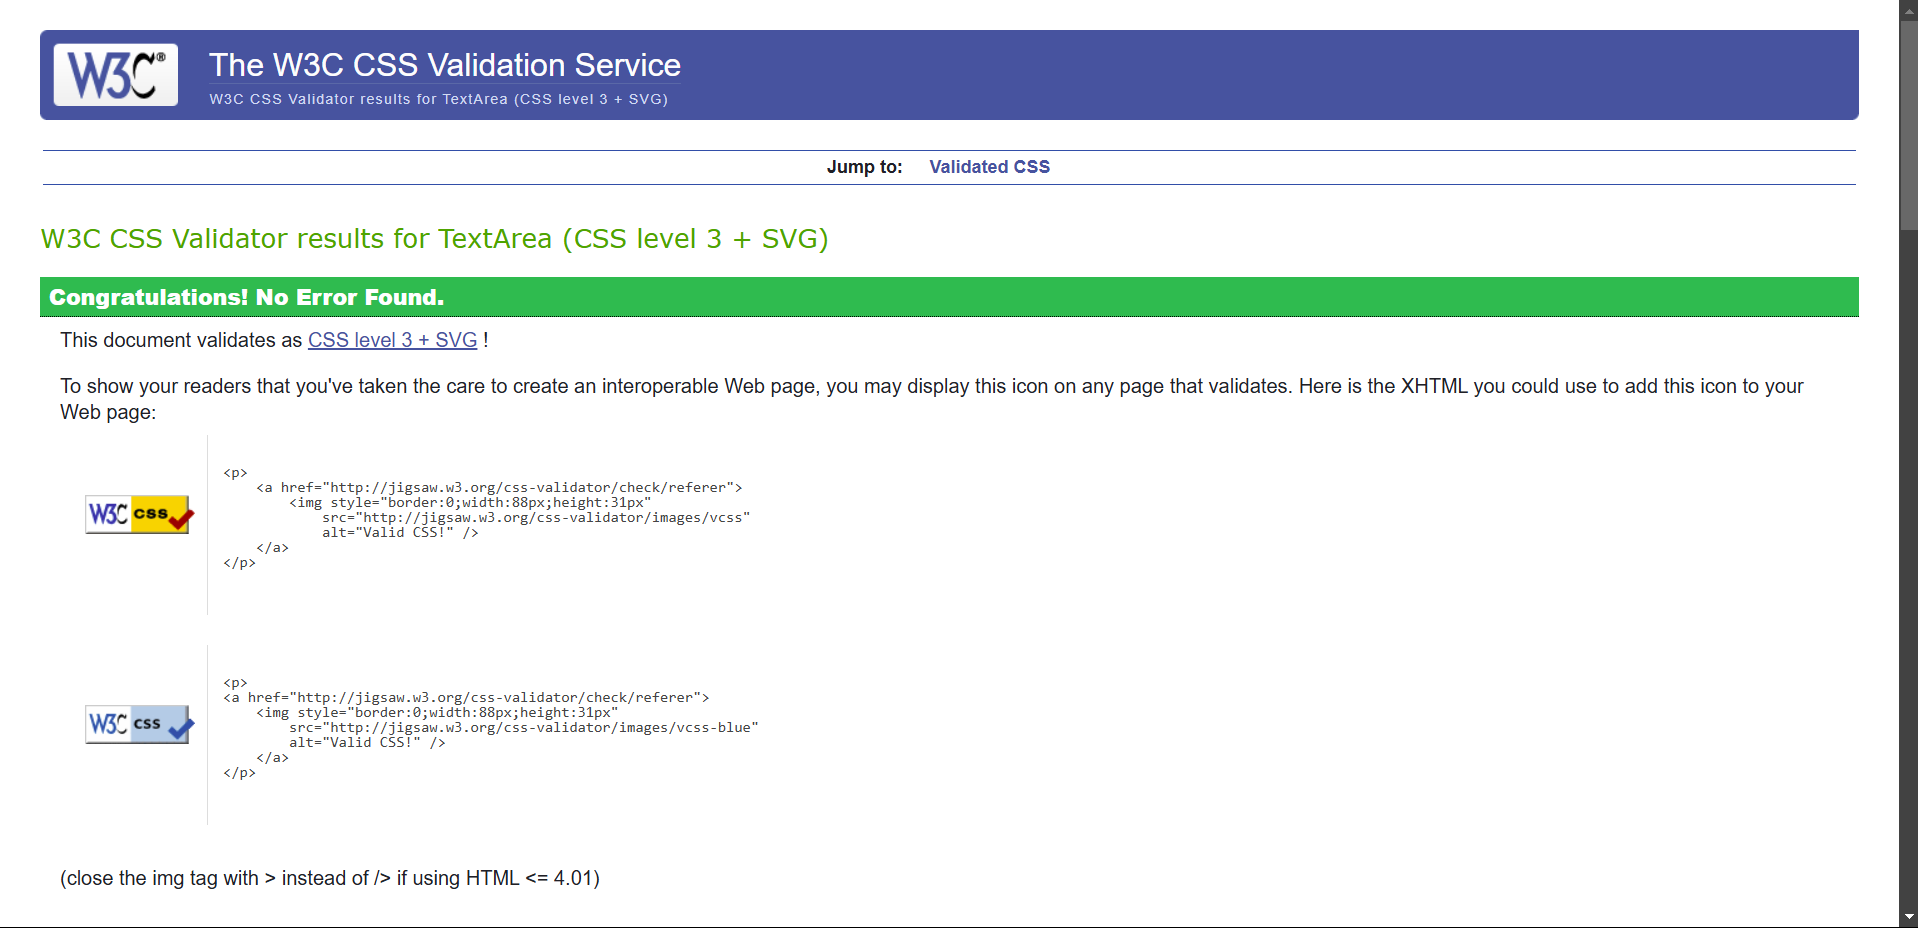 W3C®
The W3C CSS Validation Service
W3C CSS Validator results for TextArea (CSS level 3 + SVG)
Jump to: Validated CSS
W3C CSS Validator results for TextArea (CSS level 3 + SVG)
Congratulations! No Error Found.
This document validates as CSS level 3 + SVG !
To show your readers that you've taken the care to create an interoperable Web page, you may display this icon on any page that validates. Here is the XHTML you could use to add this icon to your
Web page:
W3C css
<p>
    <a href="http://jigsaw.w3.org/css-validator/check/referer">
        <img style="border:0;width:88px;height:31px"
            src="http://jigsaw.w3.org/css-validator/images/vcss"
            alt="Valid CSS!" />
    </a>
</p>
W3C css
<p>
<a href="http://jigsaw.w3.org/css-validator/check/referer">
    <img style="border:0;width:88px;height:31px"
        src="http://jigsaw.w3.org/css-validator/images/vcss-blue"
        alt="Valid CSS!" />
    </a>
</p>
(close the img tag with > instead of /> if using HTML <= 4.01)